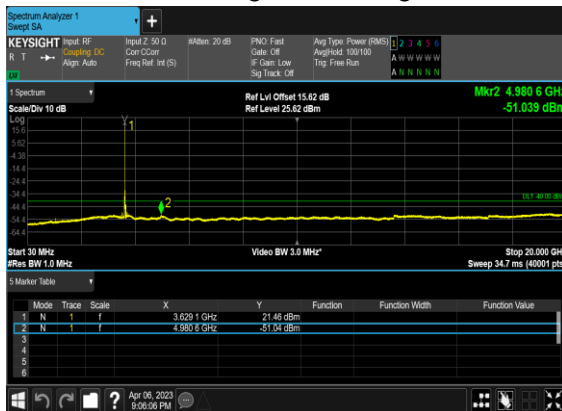 Spectrum Analyzer 1
Swept SA
KEYSIGHT Input: RF Input Z: 50 Ω #Atten: 20 dB PNO: Fast Avg Type: Power (RMS) 1 2 3 4 5 6
R T Coupling: DC Corr CCorr Gate: Off Avg|Hold: 100/100 A W W W W W
Align: Auto Freq Ref: Int (S) IF Gain: Low Trig: Free Run
Sig Track: Off A N N N N N
1 Spectrum Ref Lvl Offset 15.62 dB Mkr2 4.980 6 GHz
Scale/Div 10 dB Ref Level 25.62 dBm -51.039 dBm
Log
1
15.6
5.62
-4.38
-14.4
-24.4
-34.4
2
-44.4
-54.4
-64.4
Start 30 MHz Video BW 3.0 MHz* Stop 20.000 GHz
#Res BW 1.0 MHz Sweep 34.7 ms (40001 pts)
5 Marker Table
Mode Trace Scale X Y Function Function Width Function Value
1 N 1 f 3.629 1 GHz 21.46 dBm
2 N 1 f 4.980 6 GHz -51.04 dBm
3
4
5
6
? Apr 06, 2023
9:06:06 PM